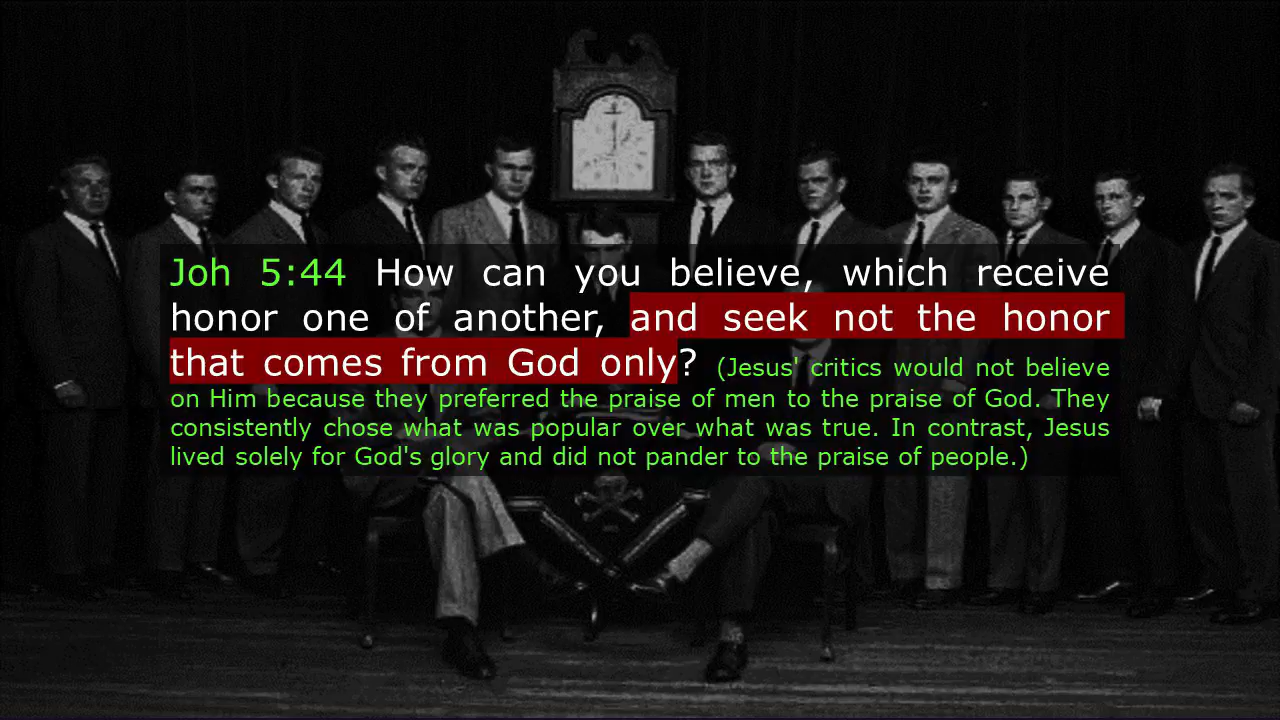 Joh 5:44 How can you believe, which receive
honor one of another, and seek not the honor
that comes from God only? (Jesus' critics would not believe
on Him because they preferred the praise of men to the praise of God. They
consistently chose what was popular over what was true. In contrast, Jesus
lived solely for God's glory and did not pander to the praise of people.)